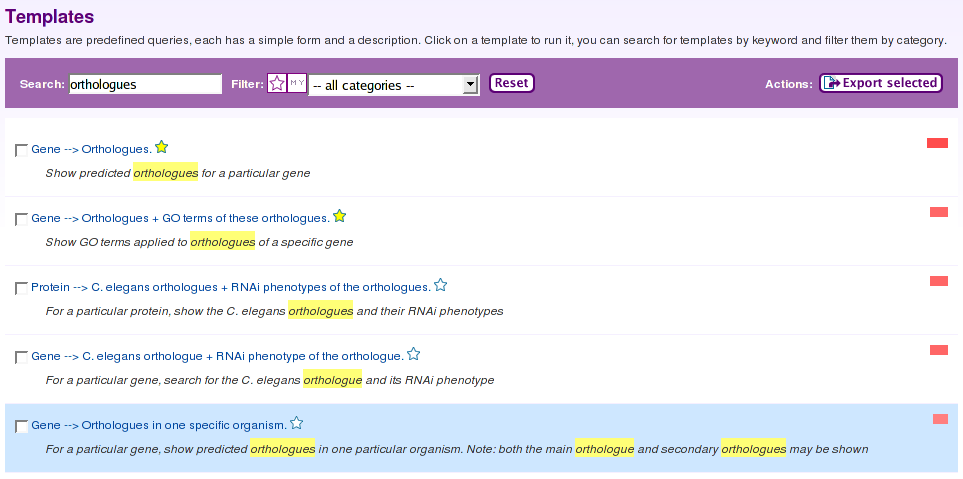 Templates
Templates are predefined queries, each has a simple form and a description. Click on a template to run it, you can search for templates by keyword and filter them by category.
Search: orthologues Filter: MY -- all categories -- Reset Actions: Export selected
Gene --> Orthologues.
Show predicted orthologues for a particular gene
Gene --> Orthologues + GO terms of these orthologues.
Show GO terms applied to orthologues of a specific gene
Protein --> C. elegans orthologues + RNAi phenotypes of the orthologues.
For a particular protein, show the C. elegans orthologues and their RNAi phenotypes
Gene --> C. elegans orthologue + RNAi phenotype of the orthologue.
For a particular gene, search for the C. elegans orthologue and its RNAi phenotype
Gene --> Orthologues in one specific organism.
For a particular gene, show predicted orthologues in one particular organism. Note: both the main orthologue and secondary orthologues may be shown